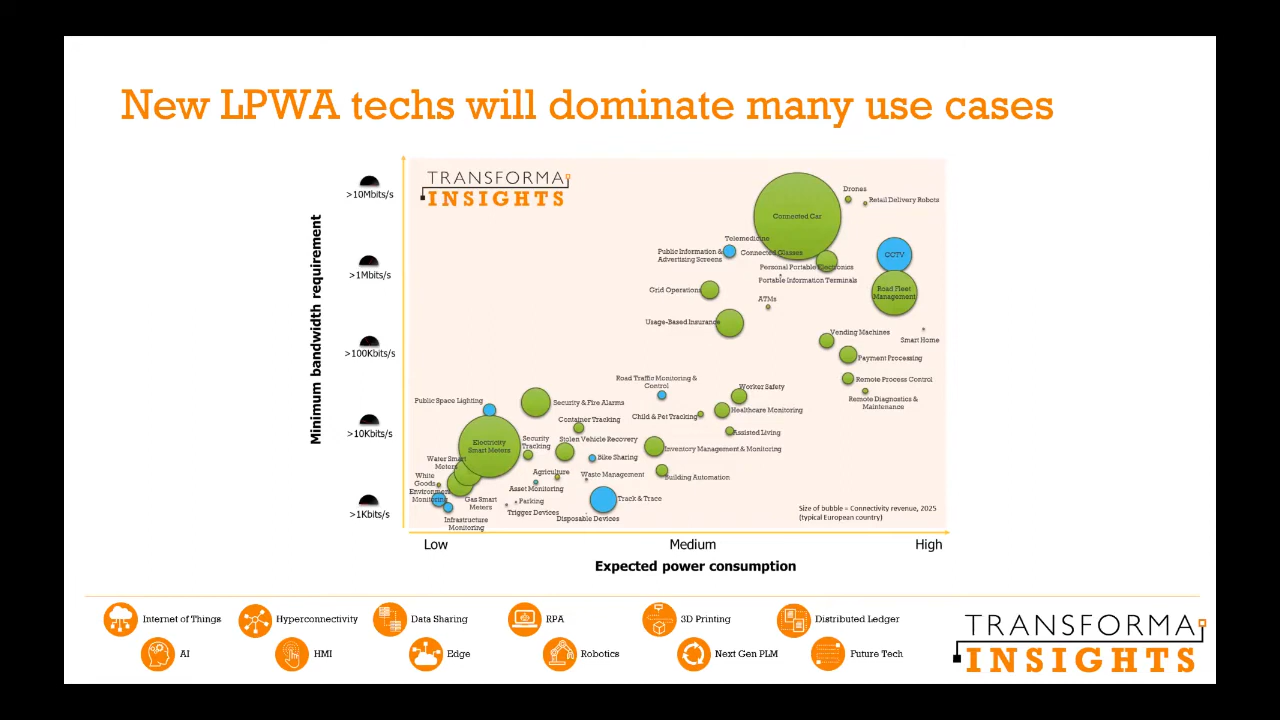 New LPWA techs will dominate many use cases
TRANSFORMA
INSIGHTS
Minimum bandwidth requirement
>10Mbits/s
>1Mbits/s
>100Kbits/s
>10Kbits/s
>1Kbits/s
Drones
Retail Delivery Robots
Connected Car
Telemedicine
Public Information &
Advertising Screens
Connected Glasses
CCTV
Personal Portable Electronics
Portable Information Terminals
Grid Operations
Road Fleet
Management
ATMs
Usage-Based Insurance
Vending Machines
Smart Home
Payment Processing
Road Traffic Monitoring &
Control
Remote Process Control
Worker Safety
Remote Diagnostics &
Maintenance
Public Space Lighting
Security & Fire Alarms
Healthcare Monitoring
Child & Pet Tracking
Container Tracking
Assisted Living
Electricity
Smart Meters
Security
Tracking
Stolen Vehicle Recovery
Inventory Management & Monitoring
Bike Sharing
Water Smart
Meters
White
Goods
Agriculture
Waste Management
Building Automation
Environment
Monitoring
Asset Monitoring
Gas Smart
Meters
Parking
Track & Trace
Trigger Devices
Disposable Devices
Infrastructure
Monitoring
Size of bubble = Connectivity revenue, 2025
(typical European country)
Low
Medium
High
Expected power consumption
Internet of Things
Hyperconnectivity
Data Sharing
RPA
3D Printing
Distributed Ledger
AI
HMI
Edge
Robotics
Next Gen PLM
Future Tech
TRANSFORMA
INSIGHTS